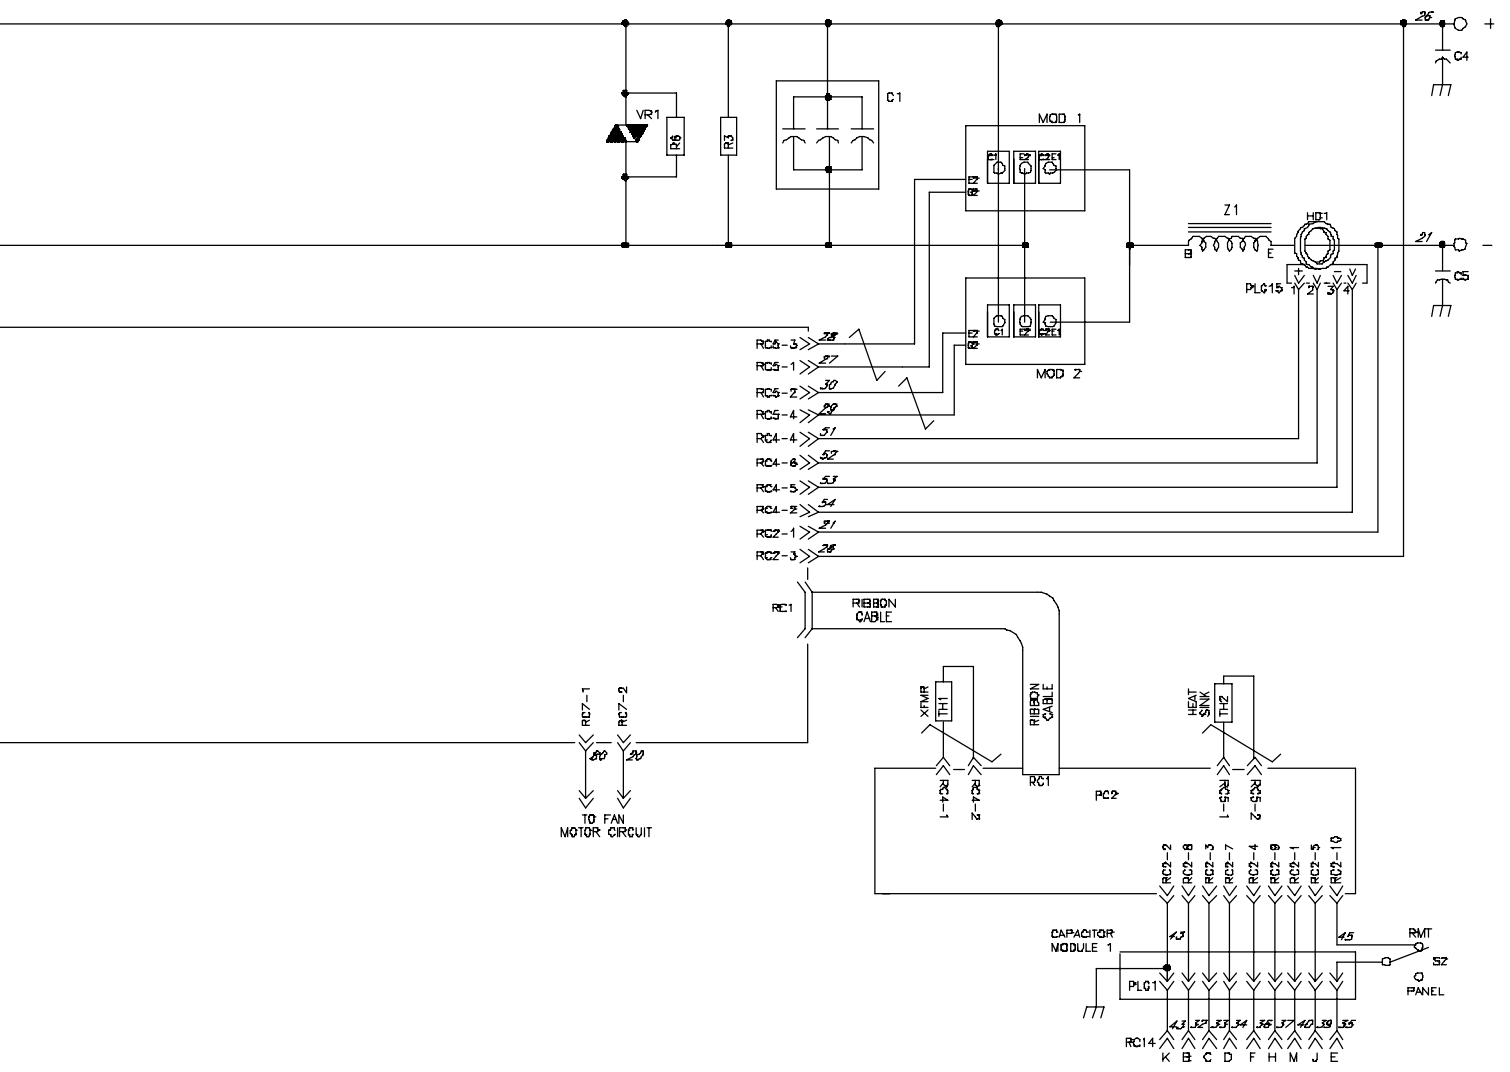 26
+
C4
VR1
R6
R3
C1
MOD 1
C1 E2 C2E1
E2
G2
Z1
HD1
21
-
B E
C5
+ -
PLG15 1 2 3 4
C1 E2 C2E1
E2
G2
MOD 2
RC5-3 28
RC5-1 27
RC5-2 30
RC5-4 29
RC4-4 51
RC4-6 52
RC4-5 53
RC4-2 54
RC2-1 21
RC2-3 26
RC1
RIBBON
CABLE
RIBBON
CABLE
XFMR
TH1
HEAT
SINK
TH2
RC7-1
RC7-2
80 20
TO FAN
MOTOR CIRCUIT
RC4-1
RC4-2
RC1
PC2
RC5-1
RC5-2
RC2-2
RC2-8
RC2-3
RC2-7
RC2-4
RC2-9
RC2-1
RC2-5
RC2-10
CAPACITOR
MODULE 1
43 45
RMT
S2
PANEL
PLG1
RC14
43 32 33 34 36 37 40 39 35
K B C D F H M J E